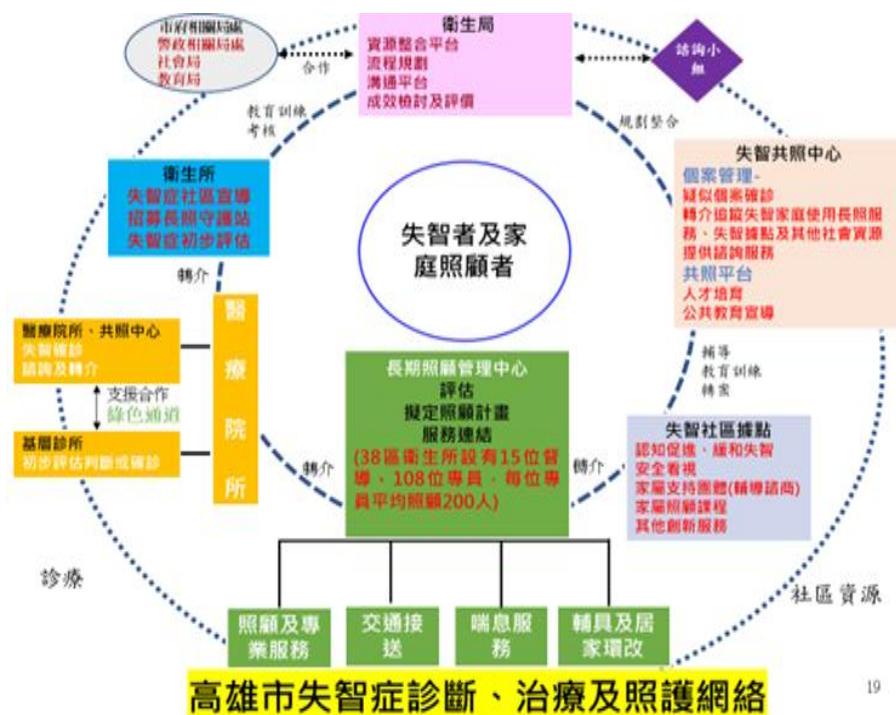 市府相關局處
警政相關局處
社會局
教育局
合作
衛生局
資源整合平台
流程規劃
溝通平台
成效檢討及評價
諮詢小
組
教育訓練
考核
規劃整合
衛生所
失智症社區宣導
招募長照守護站
失智症初步評估
轉介
失智者及家
庭照顧者
失智共照中心
個案管理-
疑似個案確診
轉介追蹤失智家庭使用長照服
務、失智據點及其他社會資源
提供諮詢服務
共照平台
人才培育
公共教育宣導
醫療院所、共照中心
失智確診
諮詢及轉介
支援合作
綠色通道
基層診所
初步評估判斷或確診
醫
療
院
所
轉介
長期照顧管理中心
評估
擬定照顧計畫
服務連結
(38區衛生所設有15位督
導、108位專員，每位專
員平均照顧200人)
轉介
輔導
教育訓練
轉案
失智社區據點
認知促進、緩和失智
安全看視
家屬支持團體(輔導諮商)
家屬照顧課程
其他創新服務
診療
社區資源
照顧及專
業服務
交通接
送
喘息服
務
輔具及居
家環改
高雄市失智症診斷、治療及照護網絡
19